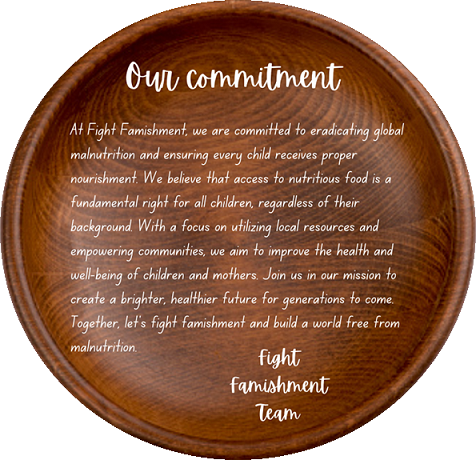 Our commitment
At Fight Famishment, we are committed to eradicating global
malnutrition and ensuring every child receives proper
nourishment. We believe that access to nutritious food is a
fundamental right for all children, regardless of their
background. With a focus on utilizing local resources and
empowering communities, we aim to improve the health and
well-being of children and mothers. Join us in our mission to
create a brighter, healthier future for generations to come.
Together, let's fight famishment and build a world free from
malnutrition.
Fight
Famishment
Team